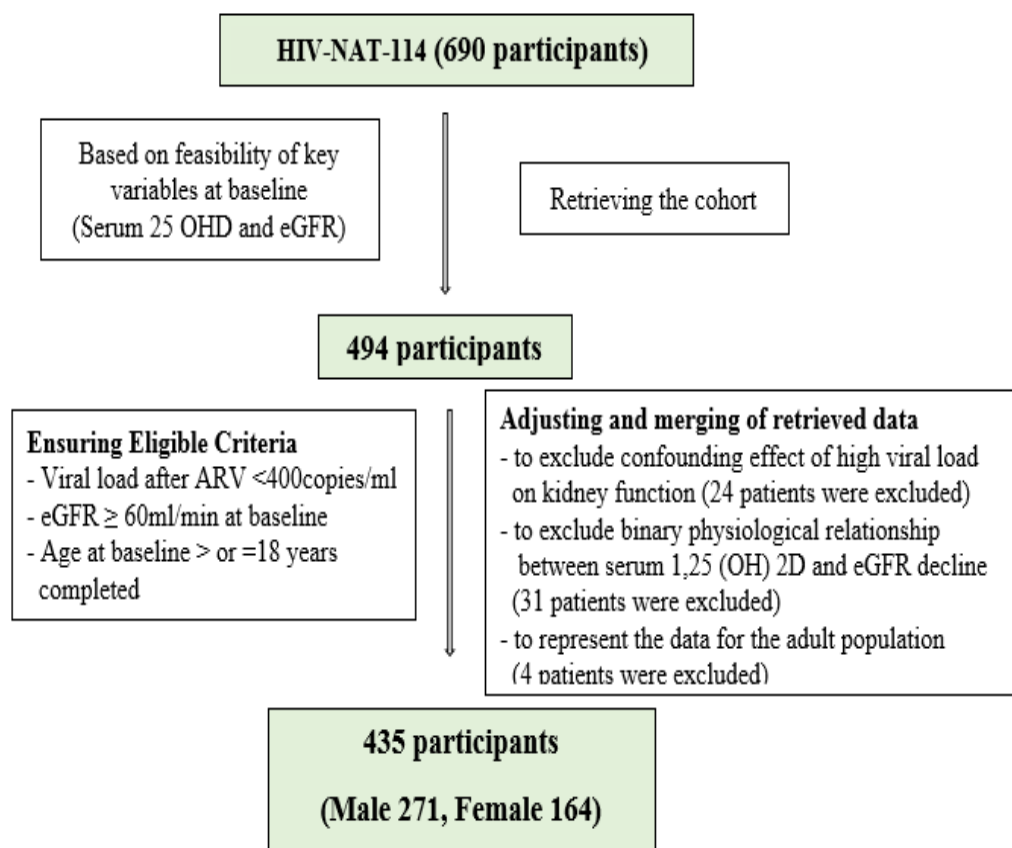 HIV-NAT-114 (690 participants)
Based on feasibility of key
variables at baseline
(Serum 25 OHD and eGFR)
Retrieving the cohort
494 participants
Ensuring Eligible Criteria
- Viral load after ARV <400copies/ml
- eGFR ≥ 60ml/min at baseline
- Age at baseline > or =18 years
completed
Adjusting and merging of retrieved data
- to exclude confounding effect of high viral load
on kidney function (24 patients were excluded)
- to exclude binary physiological relationship
between serum 1,25 (OH) 2D and eGFR decline
(31 patients were excluded)
- to represent the data for the adult population
(4 patients were excluded)
435 participants
(Male 271, Female 164)